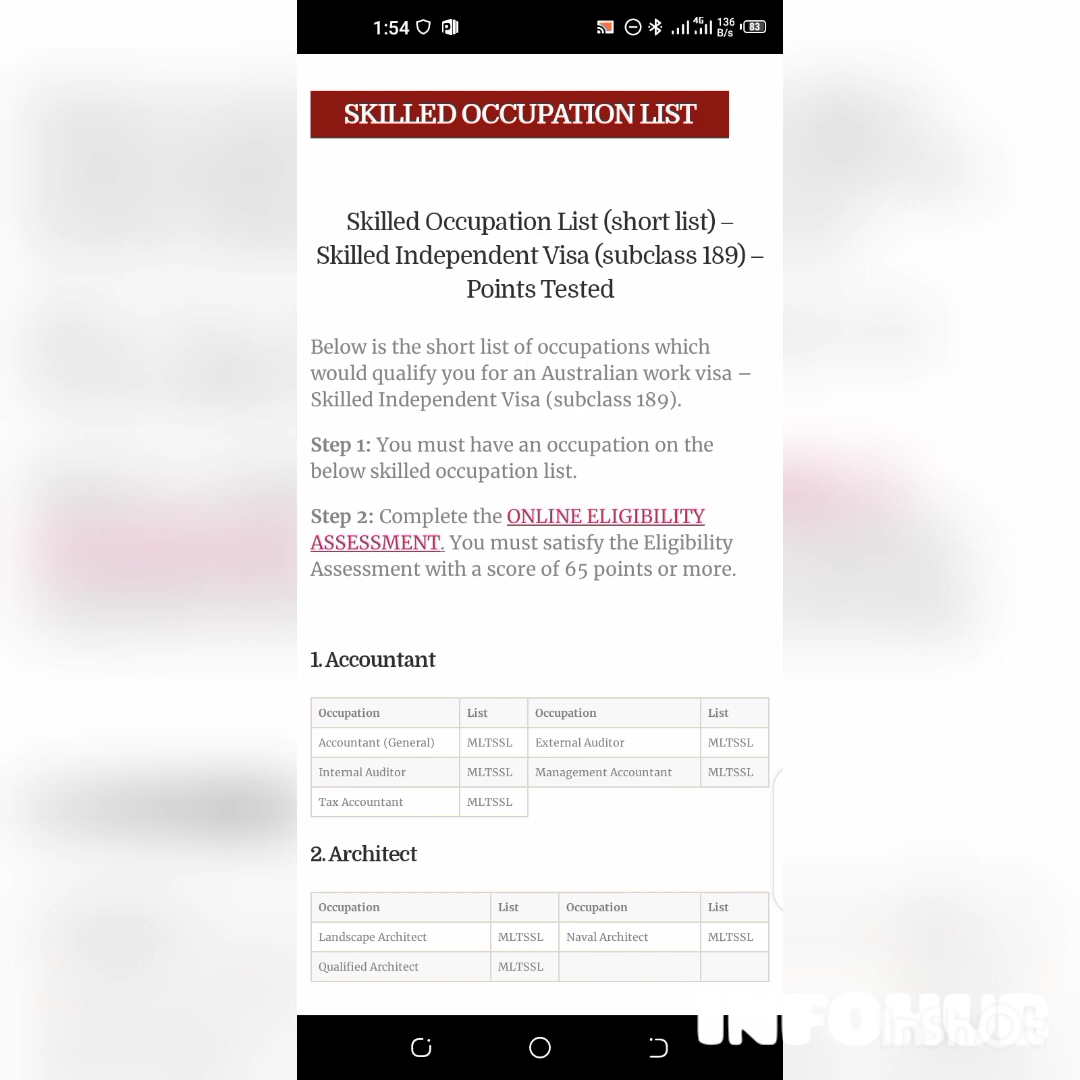 1:54
4G
136
B/s
83
SKILLED OCCUPATION LIST
Skilled Occupation List (short list) –
Skilled Independent Visa (subclass 189) –
Points Tested
Below is the short list of occupations which
would qualify you for an Australian work visa –
Skilled Independent Visa (subclass 189).
Step 1: You must have an occupation on the
below skilled occupation list.
Step 2: Complete the ONLINE ELIGIBILITY
ASSESSMENT. You must satisfy the Eligibility
Assessment with a score of 65 points or more.
1. Accountant
Occupation List Occupation List
Accountant (General) MLTSSL External Auditor MLTSSL
Internal Auditor MLTSSL Management Accountant MLTSSL
Tax Accountant MLTSSL
2. Architect
Occupation List Occupation List
Landscape Architect MLTSSL Naval Architect MLTSSL
Qualified Architect MLTSSL
INFOHUB
InShOt